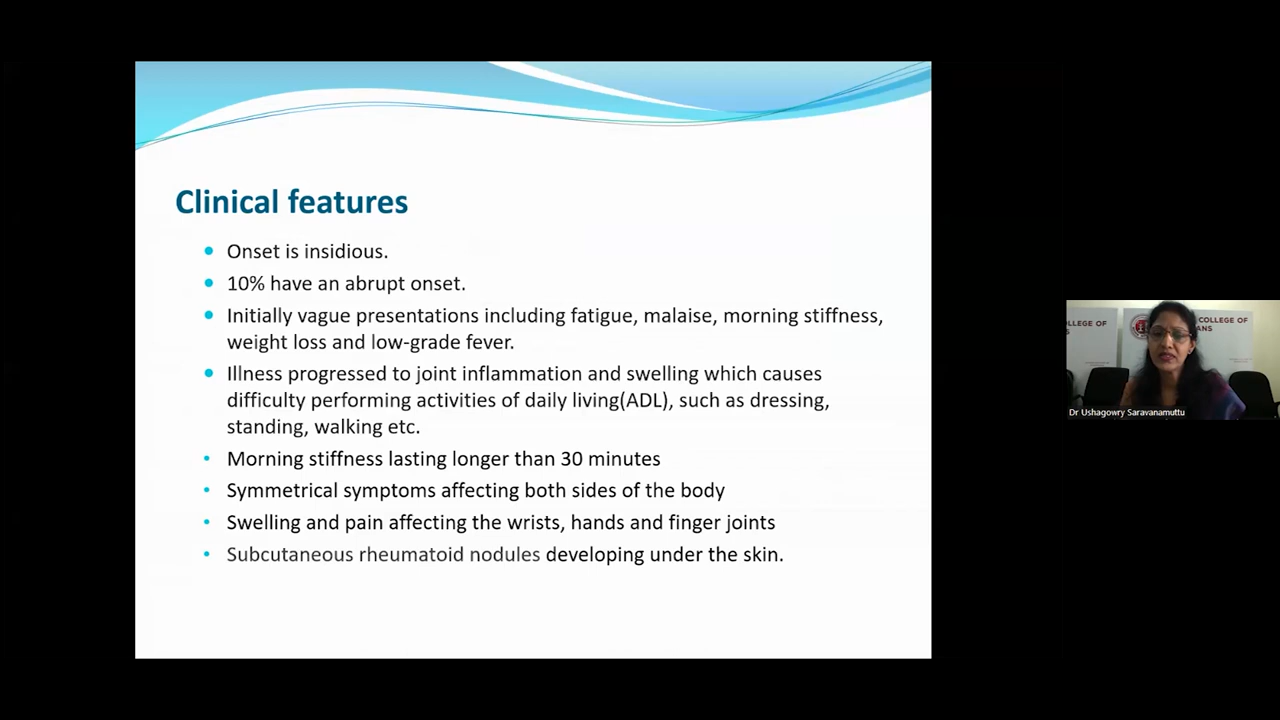 Clinical features
Onset is insidious.
10% have an abrupt onset.
Initially vague presentations including fatigue, malaise, morning stiffness,
weight loss and low-grade fever.
Illness progressed to joint inflammation and swelling which causes
difficulty performing activities of daily living(ADL), such as dressing,
standing, walking etc.
Morning stiffness lasting longer than 30 minutes
Symmetrical symptoms affecting both sides of the body
Swelling and pain affecting the wrists, hands and finger joints
Subcutaneous rheumatoid nodules developing under the skin.
COLLEGE OF
Dr Ushagowry Saravanamuttu